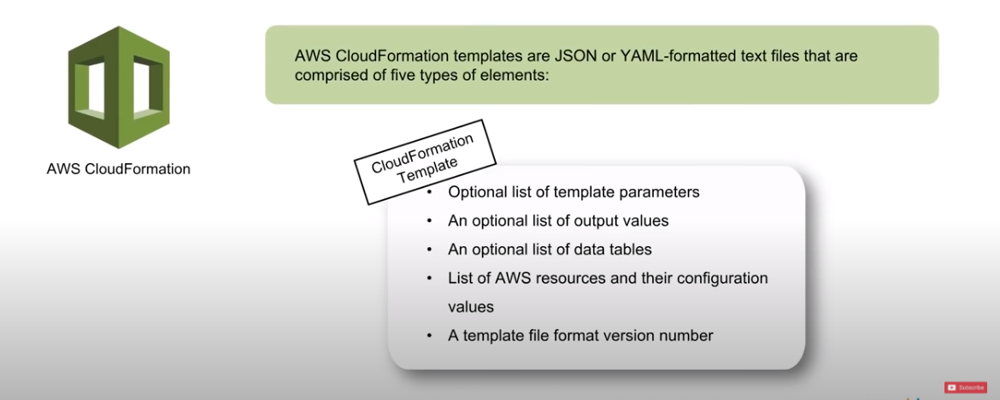 AWS CloudFormation templates are JSON or YAML-formatted text files that are
comprised of five types of elements:
AWS CloudFormation
CloudFormation
Template
• Optional list of template parameters
• An optional list of output values
• An optional list of data tables
• List of AWS resources and their configuration
values
• A template file format version number
Subscribe